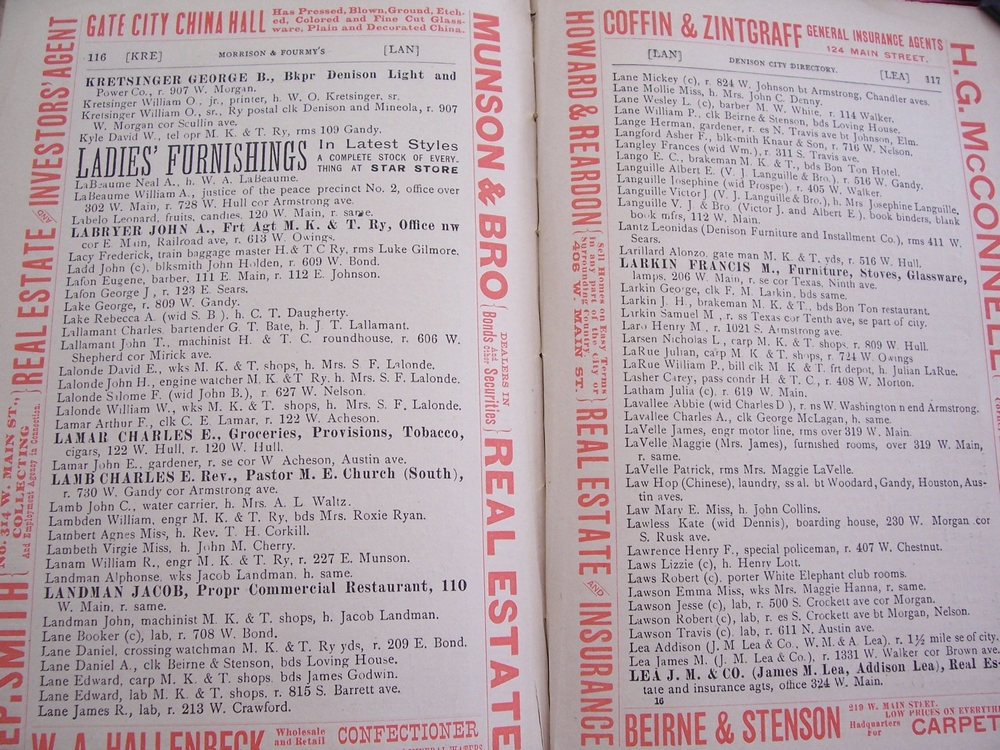 GATE CITY CHINA HALL Has Pressed, Blown, Ground, Etch-
ed, Colored and Fine Cut Glass-
ware, Plain and Decorated China.
116 [KRE] MORRISON & FOURMY'S [LAN]
KRETSINGER GEORGE B., Bkpr Denison Light and
Power Co., r. 907 W. Morgan.
Kretsinger William O., jr., printer, h. W. O. Kretsinger. sr.
Kretsinger William O., sr., Ry postal clk Denison and Mineola, r. 907
W. Morgan cor Scullin ave.
Kyle David W., tel opr M. K. & T. Ry, rms 109 Gandy.
LADIES' FURNISHINGS In Latest Styles
A COMPLETE STOCK OF EVERY.
THING AT STAR STORE
LaBeaume Neal A., h. W. A. LaBeaume.
LaBeaume William A., justice of the peace precinct No. 2, office over
302 W. Main, r. 728 W. Hull cor Armstrong ave.
Labelo Leonard, fruits, candies, 120 W. Main, r. same.
LABRYER JOHN A., Frt Agt M. K. & T. Ry, Office nw
cor E. Main, Railroad ave, r. 613 W. Owings.
Lacy Frederick, train baggage master H. & T C Ry, rms Luke Gilmore.
Ladd John (c), blksmith John Holden, r. 609 W. Bond.
Lafon Eugene, barber, 111 E. Main, r. 112 E. Johnson.
Lafon George J., r. 123 E. Sears.
Lake George, r. 809 W. Gandy.
Lake Rebecca A (wid S. B), h. C. T. Daugherty.
Lallamant Charles, bartender G. T. Bate, h. J. T. Lallamant.
Lallamant John T., machinist H. & T. C. roundhouse, r. 606 W.
Shepherd cor Mirick ave.
Lalonde David E., wks M. K. & T. shops, h. Mrs. S. F. Lalonde.
Lalonde John H., engine watcher M. K. & T Ry. h. Mrs. S. F. Lalonde.
Lalonde Salome F. (wid John B.), r. 627 W. Nelson.
Lalonde William W., wks M. K. & T. shops, h. Mrs. S. F. Lalonde.
Lamar Arthur F., clk C. E. Lamar, r. 122 W. Acheson.
LAMAR CHARLES E., Groceries, Provisions, Tobacco,
cigars, 122 W. Hull, r. 120 W. Hull.
Lamar John E., gardener, r. se cor W Acheson, Austin ave.
LAMB CHARLES E. Rev., Pastor M. E. Church (South),
r. 730 W. Gandy cor Armstrong ave.
Lamb John C., water carrier, h. Mrs. A. L Waltz.
Lambden William, engr M. K. & T. Ry, bds Mrs. Roxie Ryan.
Lambert Agnes Miss, h. Rev. T. H. Corkill.
Lambeth Virgie Miss, h. John M. Cherry.
Lanam William R., engr M. K. & T. Ry, r. 227 E. Munson.
Landman Alphonse, wks Jacob Landman, h. same.
LANDMAN JACOB, Propr Commercial Restaurant, 110
W. Main, r. same.
Landman John, machinist M. K. & T. shops, h. Jacob Landman.
Lane Booker (c), lab, r. 708 W. Bond.
Lane Daniel, crossing watchman M. K. & T. Ry yds, r. 209 E. Bond.
Lane Daniel A., clk Beirne & Stenson, bds Loving House.
Lane Edward, carp M. K. & T. shops, bds James Godwin.
Lane Edward, lab M. K. & T. shops, r. 815 S. Barrett ave.
Lane James R., lab, r. 213 W. Crawford.
Wholesale
and Retail CONFECTIONER
REAL ESTATE AND INVESTORS' AGENT
No. 314 W. MAIN ST.,
COLLECTING
And Employment Agency in Connection.
P. SMITH
MUNSON & BRO
DEALERS IN
Bonds And Other Securities
REAL ESTATE
COFFIN & ZINTGRAFF GENERAL INSURANCE AGENTS
124 MAIN STREET.
[LAN] DENISON CITY DIRECTORY. [LEA] 117
Lane Mickey (c), r. 824 W. Johnson bt Armstrong, Chandler aves.
Lane Mollie Miss, h. Mrs. John C. Denny.
Lane Wesley L. (c), barber M. W. White, r. 114 Walker.
Lane William P., clk Beirne & Stenson, bds Loving House.
Lange Herman, gardener, r. es N. Travis ave bt Johnson, Elm.
Langford Asher F., blk-mith Knaur & Son, r. 716 W. Nelson.
Langley Frances (wid Wm.), r. 311 S. Travis ave.
Lango E. C., brakeman M. K. & T., bds Bon Ton Hotel.
Languille Albert E. (V. J. Languille & Bro.), r. 516 W. Gandy.
Languille Josephine (wid Prospe), r. 405 W. Walker.
Languille Victor J (V. J. Languille & Bro.), h. Mrs Josephine Languille.
Languille V. J & Bro. (Victor J. and Albert E), book binders, blank
book mfrs, 112 W. Main.
Lantz Leonidas (Denison Furniture and Installment Co.), rms 411 W.
Sears.
Larillard Alonzo, gate man M. K. & T. yds, r. 516 W. Hull.
LARKIN FRANCIS M., Furniture, Stoves, Glassware,
lamps, 206 W. Main, r. se cor Texas, Ninth ave.
Larkin George, clk F. M. Larkin, bds same.
Larkin J. H., brakeman M. K. & T., bds Bon Ton restaurant.
Larkin Samuel M, r. ss Texas cor Tenth ave, se part of city.
Laro Henry M., r. 1021 S. Armstrong ave.
Larsen Nicholas L., carp M. K. & T. shops, r. 809 W. Hull.
LaRue Julian, carp M. K. & T. shops, r. 724 W. Owings
LaRue William P., bill clk M. K. & T. frt depot, h. Julian LaRue.
Lasher Carey, pass condr H. & T. C., r. 408 W. Morton.
Latham Julia (c), r. 619 W. Main.
Lavallee Abbie (wid Charles D), r. ns W. Washington n end Armstrong.
Lavallee Charles A., clk George McLagan, h. same.
LaVelle James, engr motor line, rms over 319 W. Main.
LaVelle Maggie (Mrs. James), furnished rooms, over 319 W. Main,
r. same.
LaVelle Patrick, rms Mrs. Maggie LaVelle.
Law Hop (Chinese), laundry, ss al. bt Woodard, Gandy, Houston, Aus-
tin aves.
Law Mary E. Miss, h. John Collins.
Lawless Kate (wid Dennis), boarding house, 230 W. Morgan cor
S. Rusk ave.
Lawrence Henry F., special policeman, r. 407 W. Chestnut.
Laws Lizzie (c), h. Henry Lott.
Laws Robert (c). porter White Elephant club rooms.
Lawson Emma Miss, wks Mrs. Maggie Hanna, r. same.
Lawson Jesse (c), lab, r. 500 S. Crockett ave cor Morgan.
Lawson Robert (c), lab, r. es S. Crockett ave bt Morgan, Nelson.
Lawson Travis (c), lab, r. 611 N. Austin ave.
Lea Addison (J. M. Lea & Co., W. M. & A Lea), r. 1½ mile se of city.
Lea James M. (J. M. Lea & Co.), r. 1331 W. Walker cor Brown ave.
LEA J. M. & CO. (James M. Lea, Addison Lea), Real Es-
tate and insurance agts, office 324 W. Main.
16
BEIRNE & STENSON 219 W. MAIN STREET.
LOW PRICES ON EVERYTHING
Headquarters
For CARPET
HOWARD & REARDON
Sell Homes on Easy Terms
in any part of the city or
surrounding country
406 W. MAIN ST.
REAL ESTATE AND INSURANCE
H. G. McCONNELL